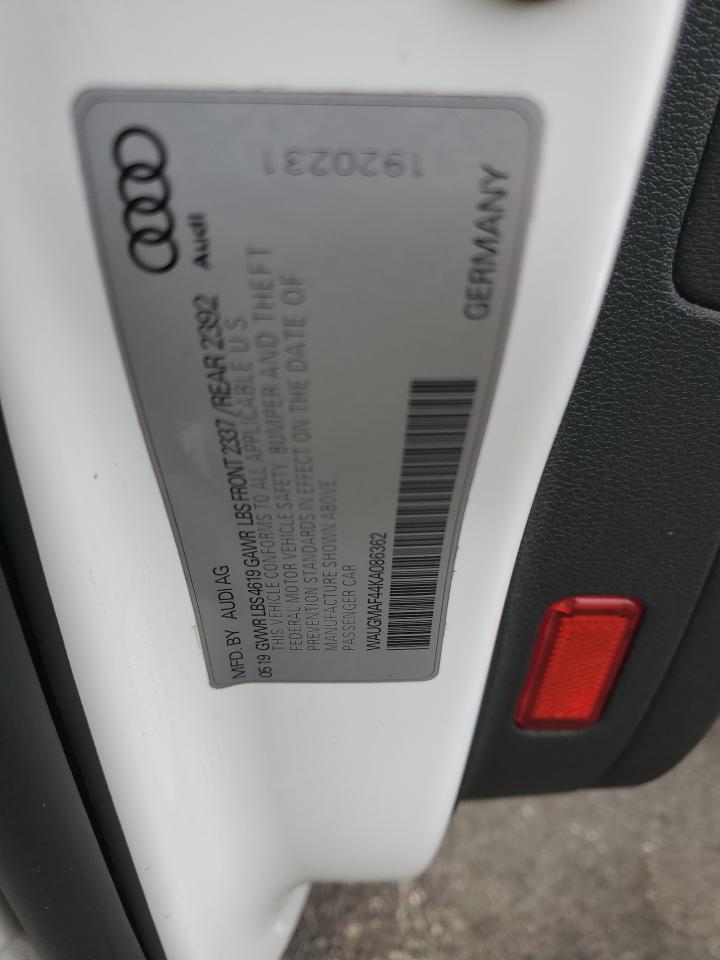 MFD. BY AUDI AG
0519 GVWR LBS 4619 GAWR LBS FRONT 2337/REAR 2392
THIS VEHICLE CONFORMS TO ALL APPLICABLE U S
FEDERAL MOTOR VEHICLE SAFETY, BUMPER AND THEFT
PREVENTION STANDARDS IN EFFECT ON THE DATE OF
MANUFACTURE SHOWN ABOVE
PASSENGER CAR
WAUGMAF44KA086362
Audi
GERMANY
1920231